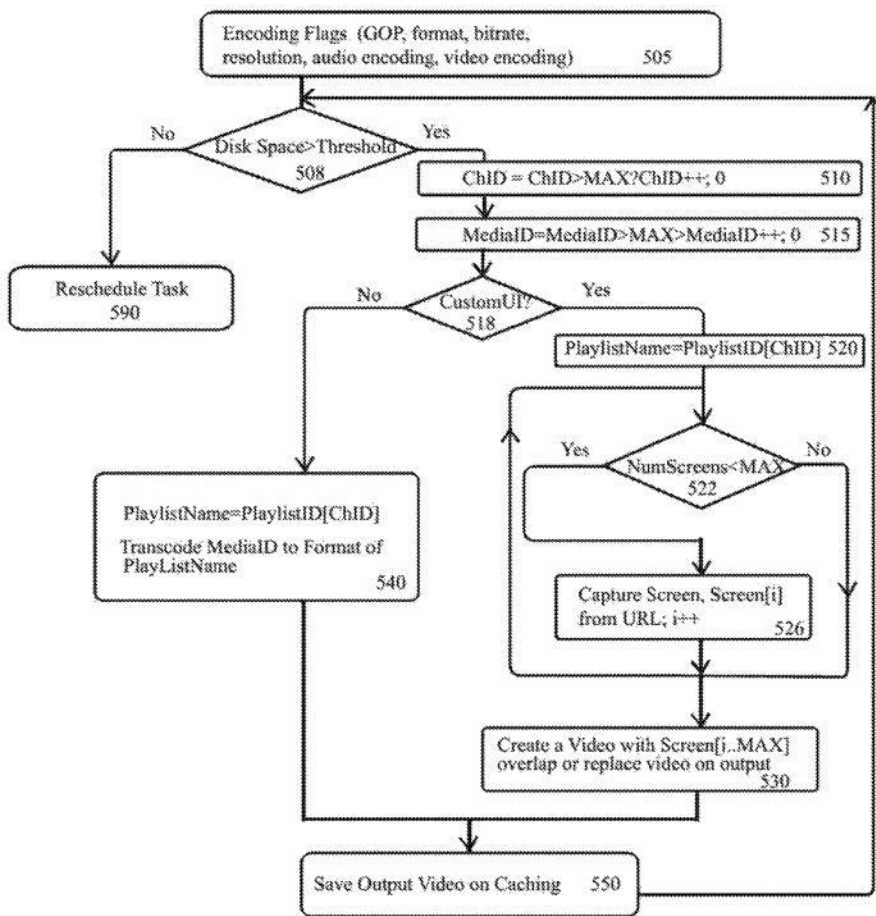 Encoding Flags (GOP, format, bitrate,
resolution, audio encoding, video encoding) 505
No
Disk Space>Threshold
508
Yes
ChID = ChID>MAX?ChID++; 0 510
MediaID=MediaID>MAX>MediaID++; 0 515
Reschedule Task
590
No
CustomUI?
518
Yes
PlaylistName=PlaylistID[ChID] 520
Yes
NumScreens<MAX
522
No
PlaylistName=PlaylistID[ChID]
Transcode MediaID to Format of
PlayListName
540
Capture Screen, Screen[i]
from URL; i++
526
Create a Video with Screen[i..MAX]
overlap or replace video on output
530
Save Output Video on Caching 550